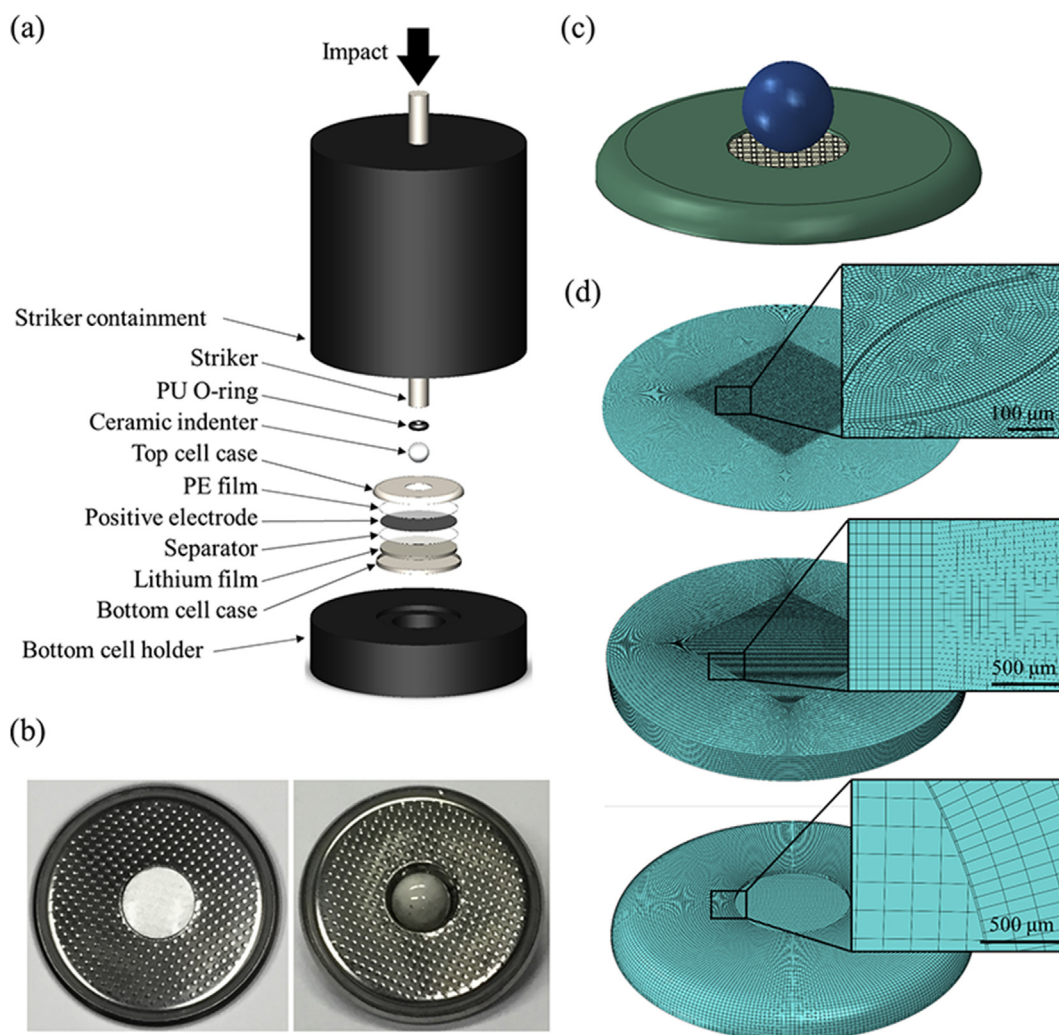 (a)
Impact
Striker containment
Striker
PU O-ring
Ceramic indenter
Top cell case
PE film
Positive electrode
Separator
Lithium film
Bottom cell case
Bottom cell holder
(b)
(c)
(d)
100 µm
500 µm
500 µm